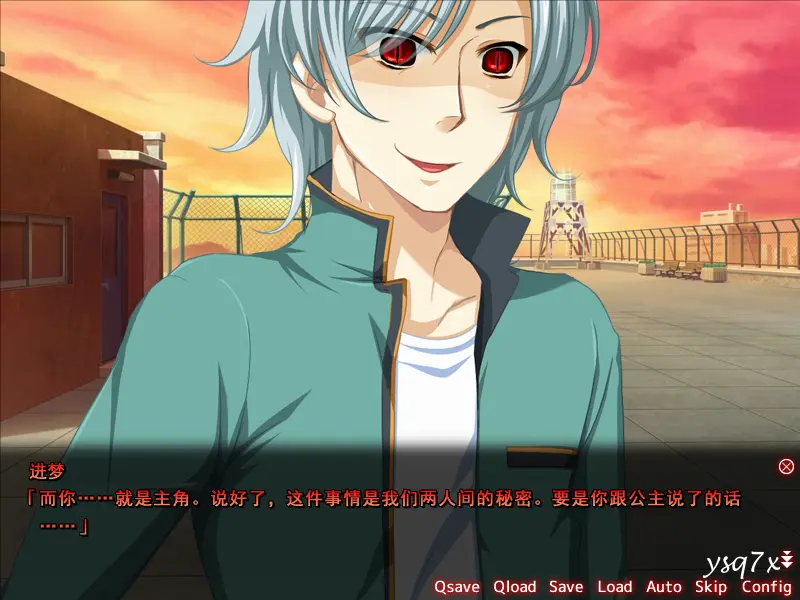 进梦
「而你……就是主角。说好了，这件事情是我们两人间的秘密。要是你跟公主说了的话
……」
ysq7x
Qsave Qload Save Load Auto Skip Config